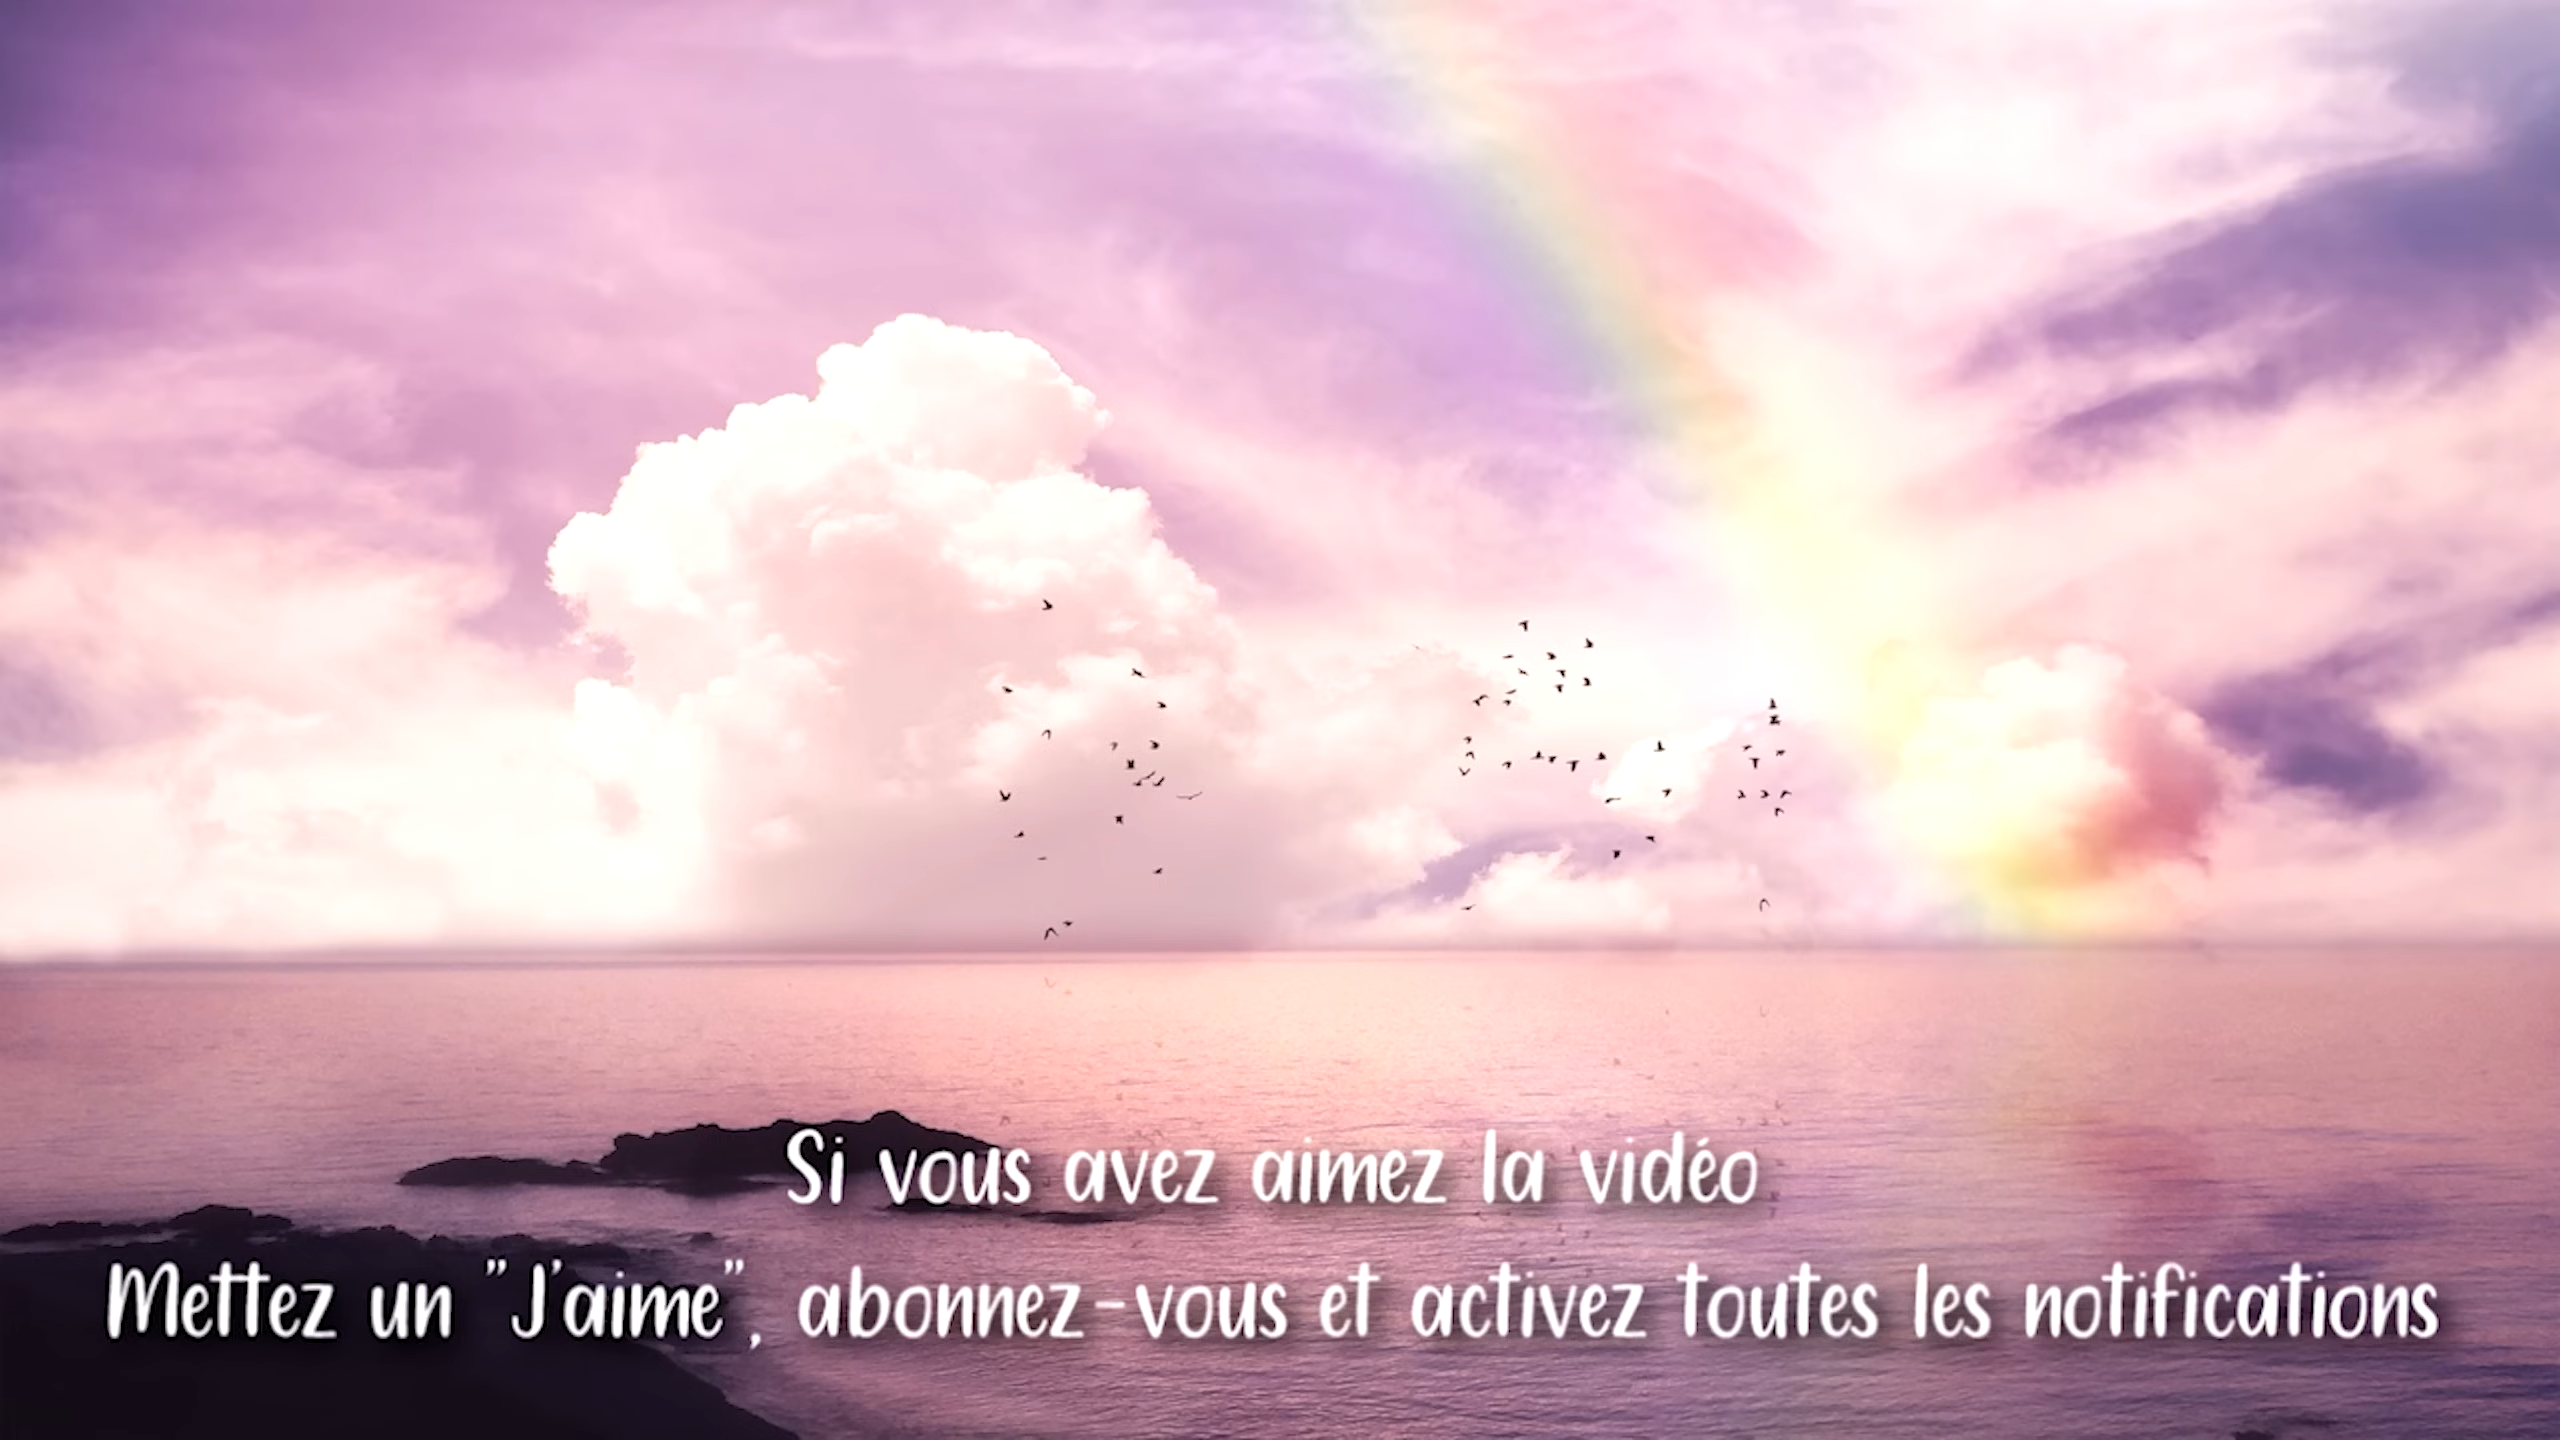 Si vous avez aimez la vidéo
Mettez un "J'aime", abonnez-vous et activez toutes les notifications